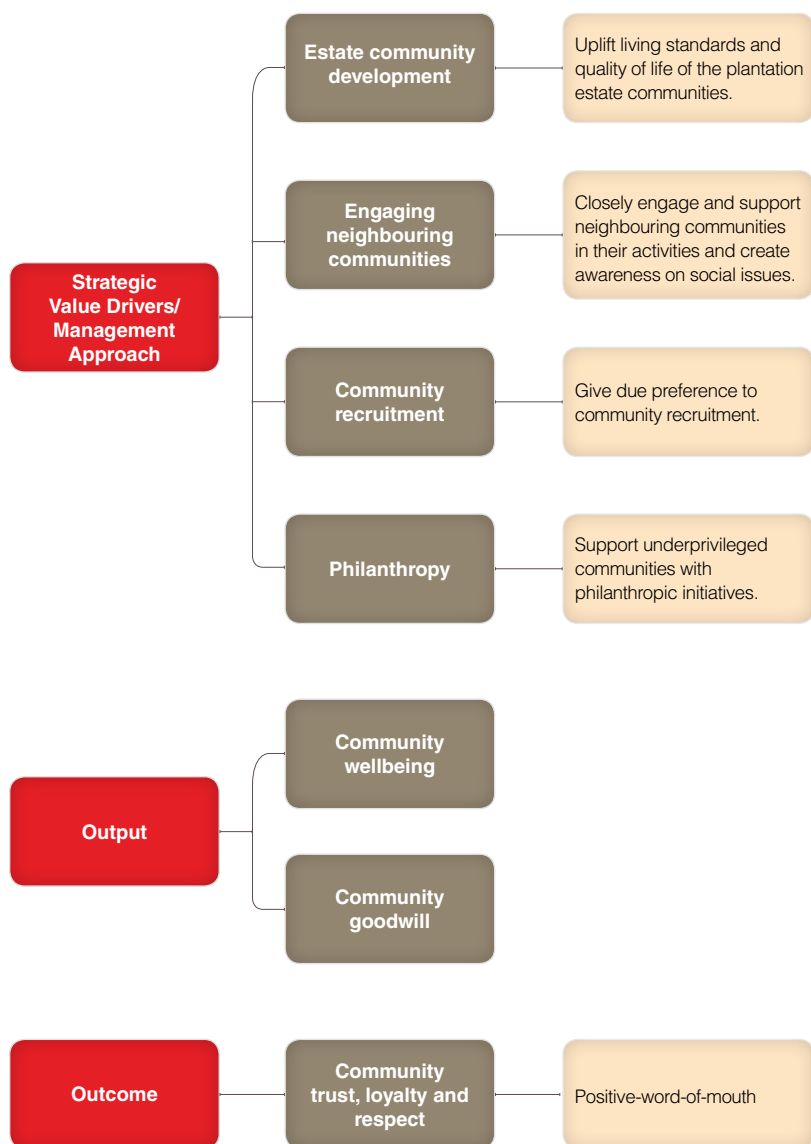 Strategic
Value Drivers/
Management
Approach
Estate community
development
Uplift living standards and
quality of life of the plantation
estate communities.
Engaging
neighbouring
communities
Closely engage and support
neighbouring communities
in their activities and create
awareness on social issues.
Community
recruitment
Give due preference to
community recruitment.
Philanthropy
Support underprivileged
communities with
philanthropic initiatives.
Output
Community
wellbeing
Community
goodwill
Outcome
Community
trust, loyalty and
respect
Positive-word-of-mouth